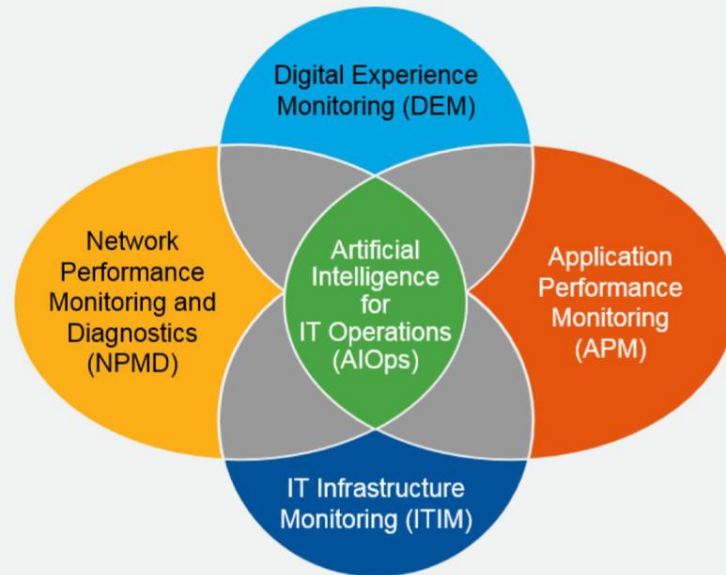 Digital Experience
Monitoring (DEM)
Network
Performance
Monitoring and
Diagnostics
(NPMD)
Artificial
Intelligence
for
IT Operations
(AIOps)
Application
Performance
Monitoring
(APM)
IT Infrastructure
Monitoring (ITIM)